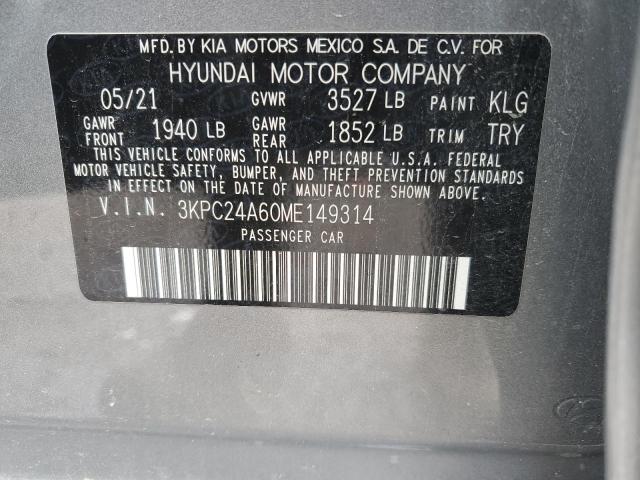 MFD. BY KIA MOTORS MEXICO S.A. DE C.V. FOR
HYUNDAI MOTOR COMPANY
05/21 GVWR 3527 LB PAINT KLG
GAWR FRONT 1940 LB GAWR REAR 1852 LB TRIM TRY
THIS VEHICLE CONFORMS TO ALL APPLICABLE U.S.A. FEDERAL
MOTOR VEHICLE SAFETY, BUMPER, AND THEFT PREVENTION STANDARDS
IN EFFECT ON THE DATE OF MANUFACTURE SHOWN ABOVE.
V.I.N. 3KPC24A60ME149314
PASSENGER CAR